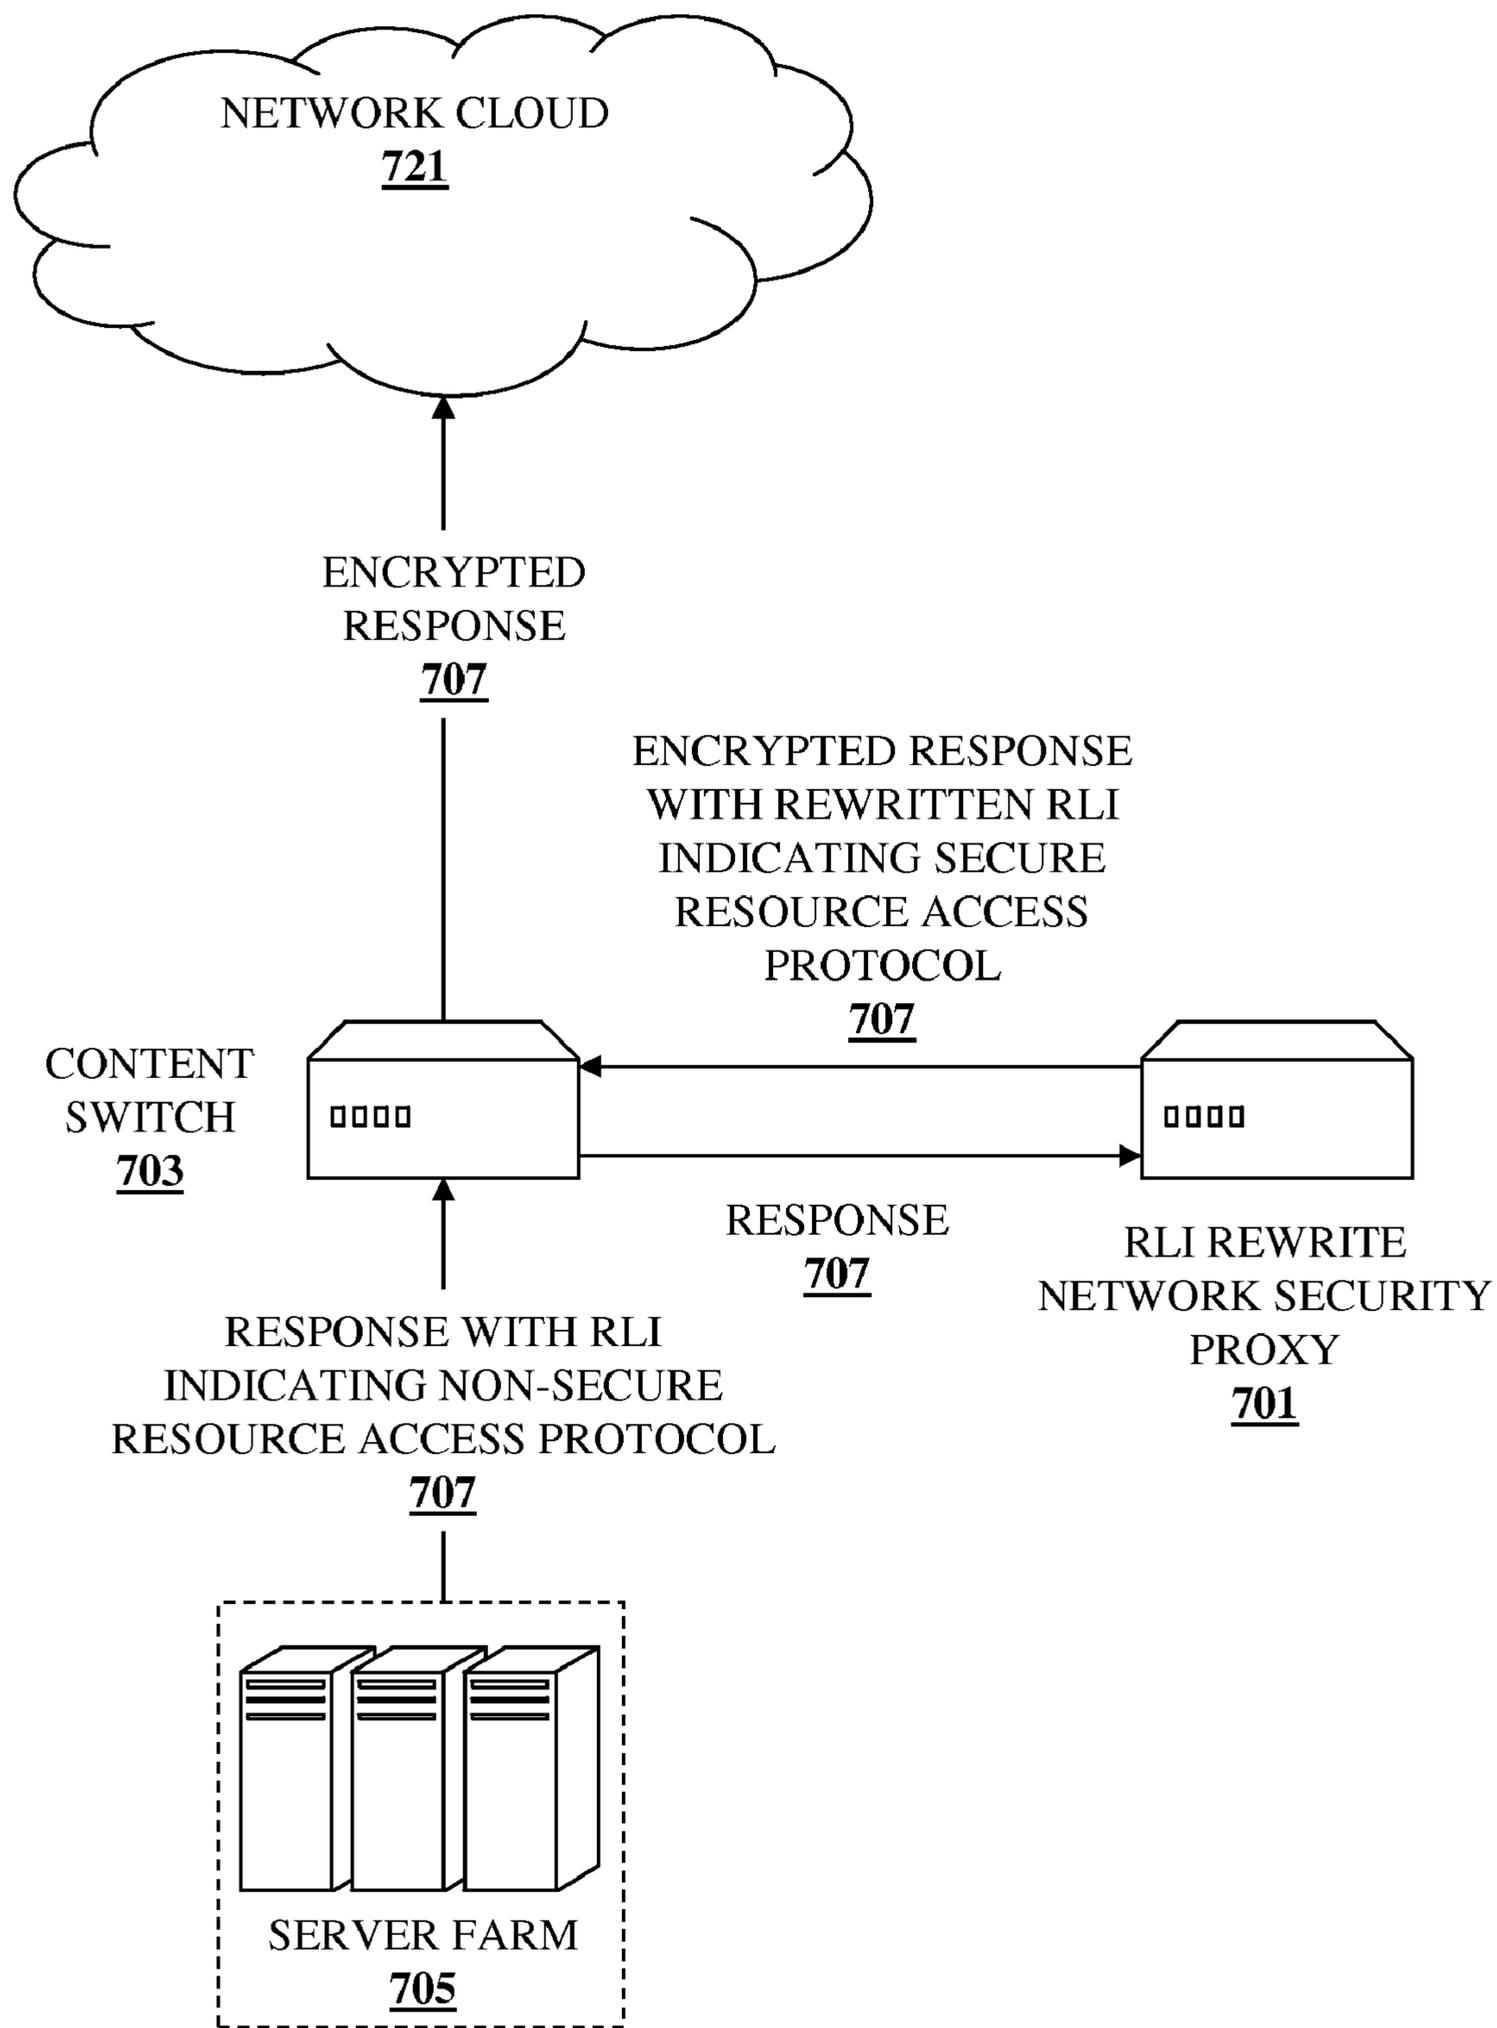 NETWORK CLOUD
721
ENCRYPTED
RESPONSE
707
ENCRYPTED RESPONSE
WITH REWRITTEN RLI
INDICATING SECURE
RESOURCE ACCESS
PROTOCOL
707
CONTENT
SWITCH
703
RESPONSE
707
RLI REWRITE
NETWORK SECURITY
PROXY
701
RESPONSE WITH RLI
INDICATING NON-SECURE
RESOURCE ACCESS PROTOCOL
707
SERVER FARM
705